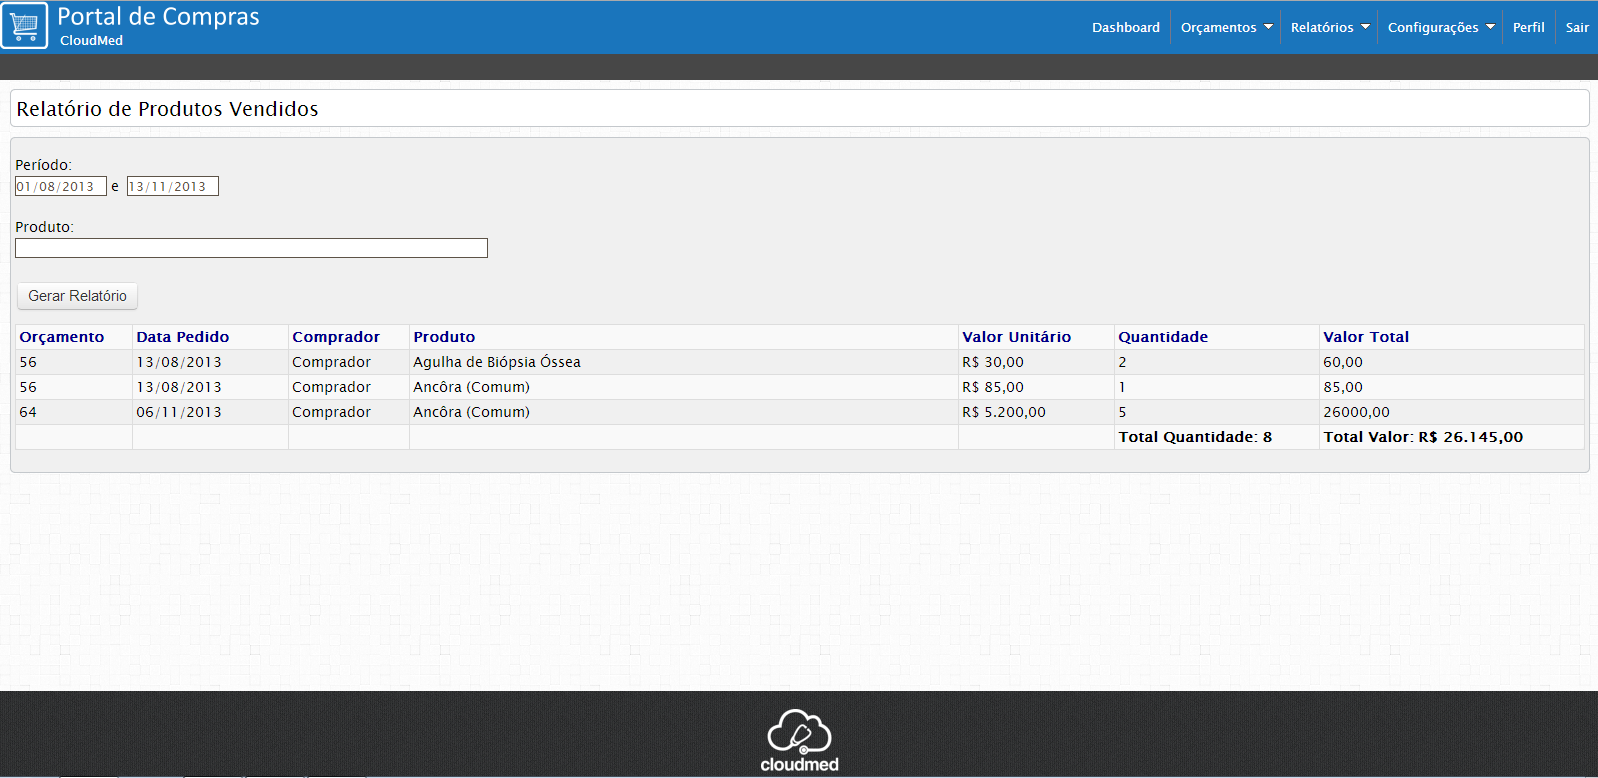 Portal de Compras
CloudMed
Dashboard Orçamentos Relatórios Configurações Perfil Sair
Relatório de Produtos Vendidos
Período:
01/08/2013 e 13/11/2013
Produto:
Gerar Relatório
Orçamento Data Pedido Comprador Produto Valor Unitário Quantidade Valor Total
56 13/08/2013 Comprador Agulha de Biópsia Óssea R$ 30,00 2 60,00
56 13/08/2013 Comprador Ancôra (Comum) R$ 85,00 1 85,00
64 06/11/2013 Comprador Ancôra (Comum) R$ 5.200,00 5 26000,00
Total Quantidade: 8 Total Valor: R$ 26.145,00
cloudmed